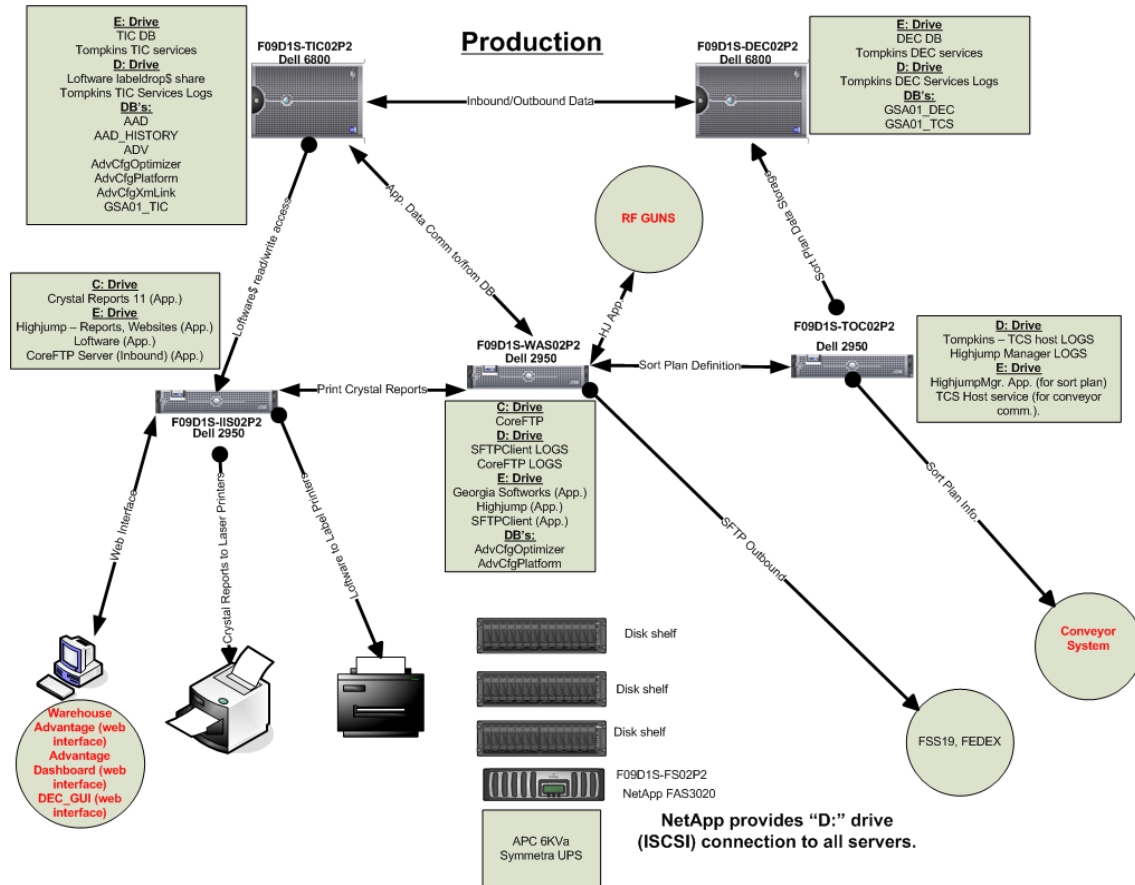 Production
E: Drive
TIC DB
Tompkins TIC services
D: Drive
Loftware labeldrop$ share
Tompkins TIC Services Logs
DB's:
AAD
AAD_HISTORY
ADV
AdvCfgOptimizer
AdvCfgPlatform
AdvCfgXmLink
GSA01_TIC
F09D1S-TIC02P2
Dell 6800
Inbound/Outbound Data
F09D1S-DEC02P2
Dell 6800
E: Drive
DEC DB
Tompkins DEC services
D: Drive
Tompkins DEC Services Logs
DB's:
GSA01_DEC
GSA01_TCS
Loftware$ read/write access
App. Data Comm to/from DB
RF GUNS
HJ App.
Sort Plan Data Storage
C: Drive
Crystal Reports 11 (App.)
E: Drive
Highjump – Reports, Websites (App.)
Loftware (App.)
CoreFTP Server (Inbound) (App.)
F09D1S-IIS02P2
Dell 2950
Print Crystal Reports
F09D1S-WAS02P2
Dell 2950
Sort Plan Definition
F09D1S-TOC02P2
Dell 2950
D: Drive
Tompkins – TCS host LOGS
Highjump Manager LOGS
E: Drive
HighjumpMgr. App. (for sort plan)
TCS Host service (for conveyor
comm.).
C: Drive
CoreFTP
D: Drive
SFTPClient LOGS
CoreFTP LOGS
E: Drive
Georgia Softworks (App.)
Highjump (App.)
SFTPClient (App.)
DB's:
AdvCfgOptimizer
AdvCfgPlatform
Web Interface
Crystal Reports to Laser Printers
Loftware to Label Printers
SFTP Outbound
Sort Plan Info.
Conveyor
System
Warehouse
Advantage (web
interface)
Advantage
Dashboard (web
interface)
DEC_GUI (web
interface)
Disk shelf
Disk shelf
Disk shelf
F09D1S-FS02P2
NetApp FAS3020
FSS19, FEDEX
APC 6KVa
Symmetra UPS
NetApp provides “D:” drive
(ISCSI) connection to all servers.